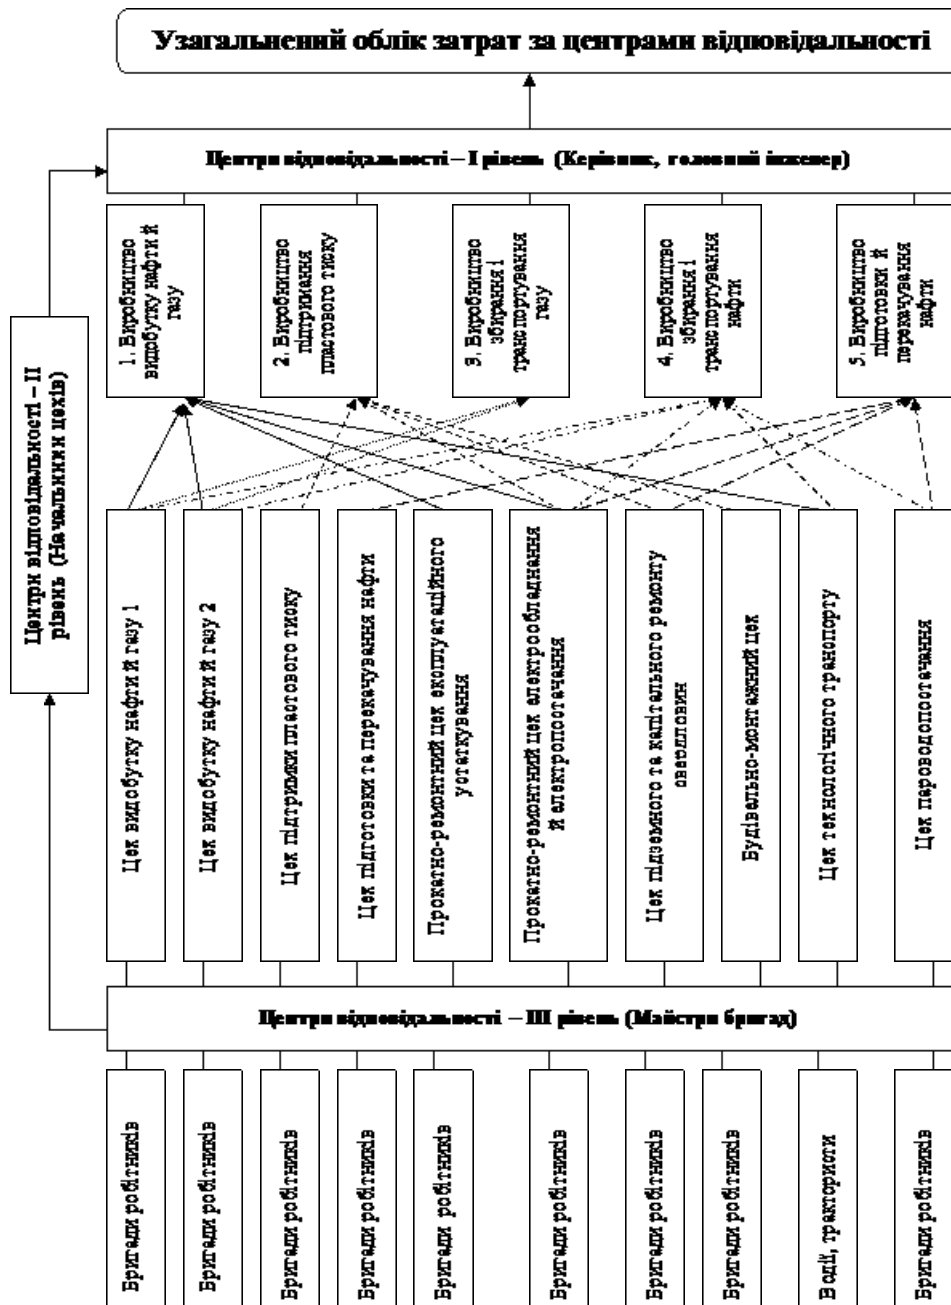 Узагальнений облік затрат за центрами відповідальності
Центри відповідальності – І рівень (Керівник, головний інженер)
Центри відповідальності – ІІ
рівень (Начальники цехів)
1. Виробництво
видобутку нафти й
газу
2. Виробництво
підтримання
пластового тиску
3. Виробництво
збирання і
транспортування
газу
4. Виробництво
збирання і
транспортування
нафти
5. Виробництво
підготовки й
перекачування
нафти
Цех видобутку нафти й газу 1
Цех видобутку нафти й газу 2
Цех підтримки пластового тиску
Цех підготовки та перекачування нафти
Прокатно-ремонтний цех експлуатаційного
устаткування
Прокатно-ремонтний цех електрообладнання
й електропостачання
Цех підземного та капітального ремонту
свердловин
Будівельно-монтажний цех
Цех технологічного транспорту
Цех пароводопостачання
Центри відповідальності – ІІІ рівень (Майстри бригад)
Бригади робітників
Бригади робітників
Бригади робітників
Бригади робітників
Бригади робітників
Бригади робітників
Бригади робітників
Бригади робітників
Водії, трактористи
Бригади робітників